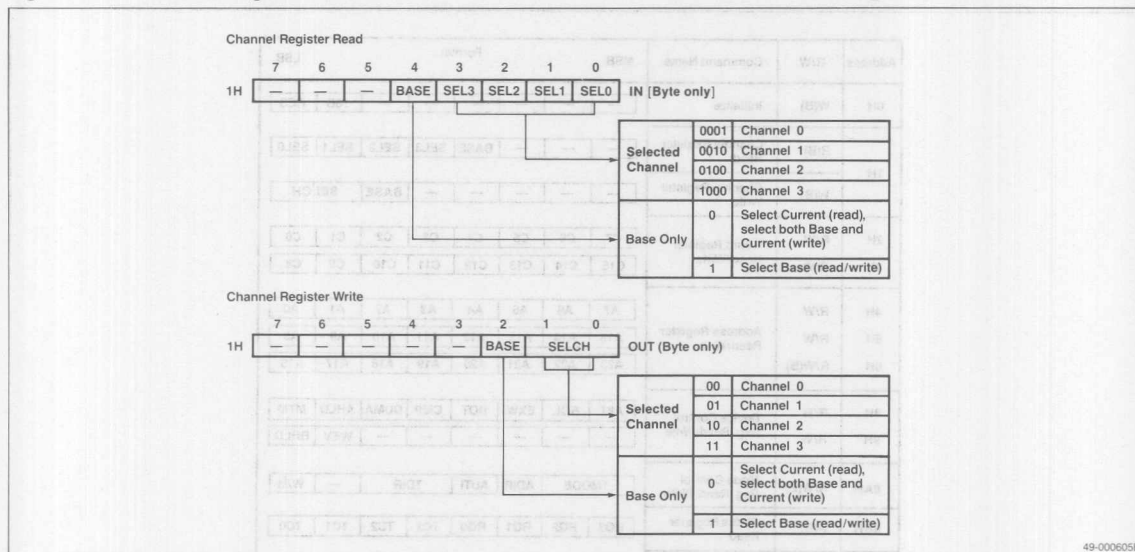 Channel Register Read
7 6 5 4 3 2 1 0
1H — — — BASE SEL3 SEL2 SEL1 SEL0 IN [Byte only]
Selected Channel
0001 Channel 0
0010 Channel 1
0100 Channel 2
1000 Channel 3
Base Only
0 Select Current (read),
select both Base and
Current (write)
1 Select Base (read/write)
Channel Register Write
7 6 5 4 3 2 1 0
1H — — — — — BASE SELCH OUT (Byte only)
Selected Channel
00 Channel 0
01 Channel 1
10 Channel 2
11 Channel 3
Base Only
0 Select Current (read),
select both Base and
Current (write)
1 Select Base (read/write)